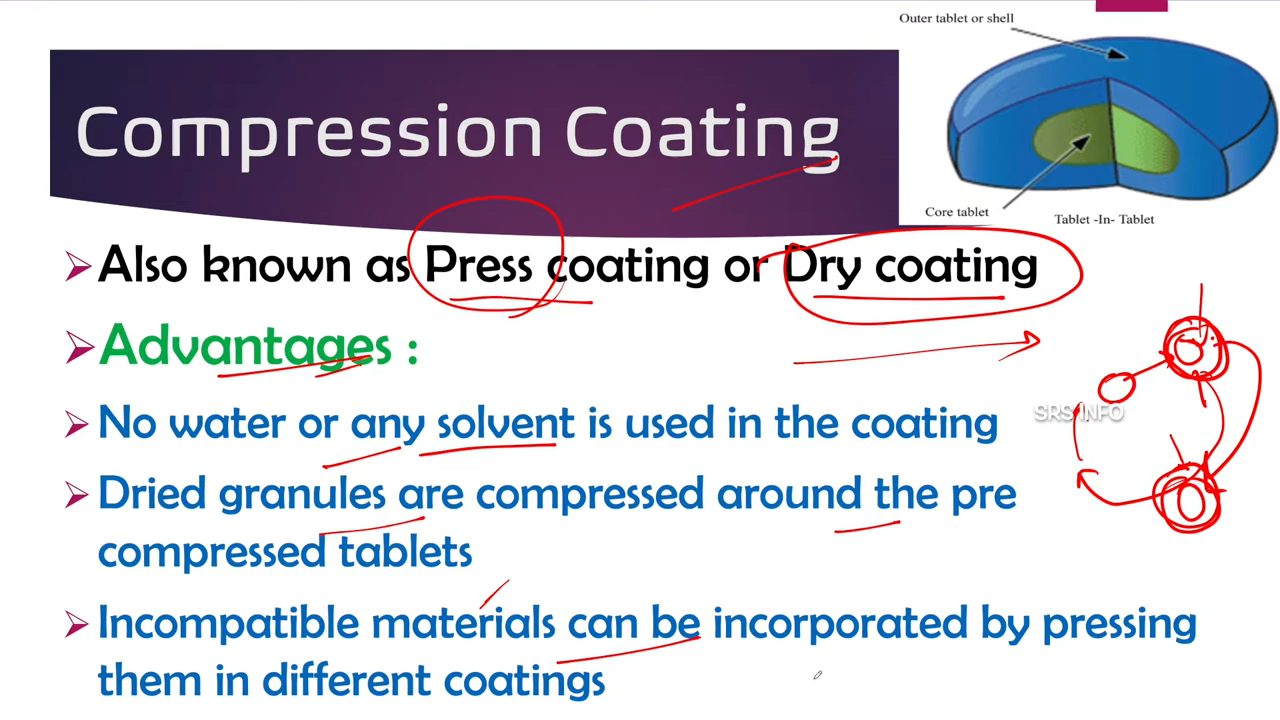 Outer tablet or shell
Compression Coating
Core tablet
Tablet -In- Tablet
Also known as Press coating or Dry coating
Advantages :
SRS INFO
No water or any solvent is used in the coating
Dried granules are compressed around the pre
compressed tablets
Incompatible materials can be incorporated by pressing
them in different coatings